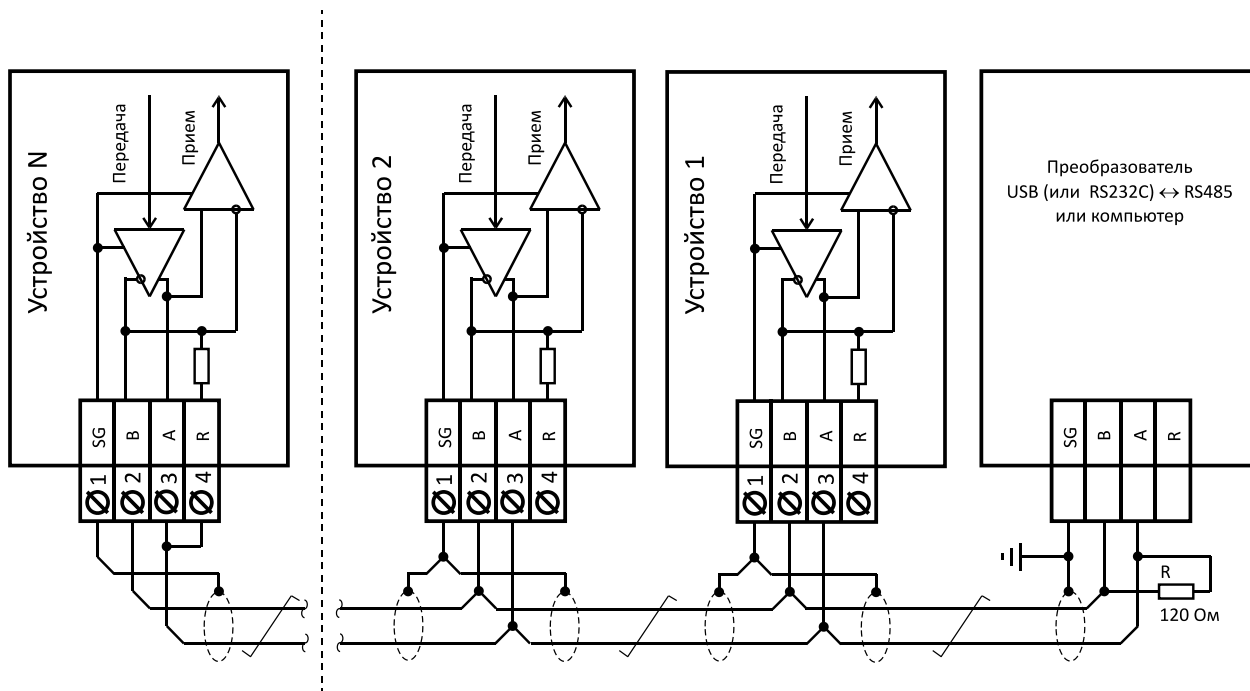 Устройство N
Передача
Прием
SG
B
A
R
1
2
3
4
Устройство 2
Передача
Прием
SG
B
A
R
1
2
3
4
Устройство 1
Передача
Прием
SG
B
A
R
1
2
3
4
Преобразователь
USB (или RS232C) ↔ RS485
или компьютер
SG
B
A
R
R
120 Ом